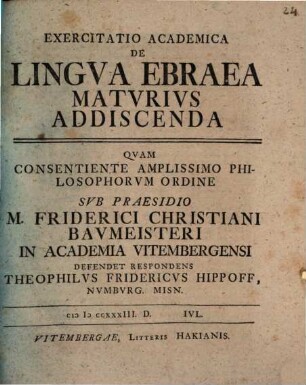 24
EXERCITATIO ACADEMICA
DE
LINGVA EBRAEA
MATVRIVS
ADDISCENDA
QVAM
CONSENTIENTE AMPLISSIMO PHI-
LOSOPHORVM ORDINE
SVB PRAESIDIO
M. FRIDERICI CHRISTIANI
BAVMEISTERI
IN ACADEMIA VITEMBERGENSI
DEFENDET RESPONDENS
THEOPHILVS FRIDERICVS HIPPOFF,
NVMBVRG. MISN.
CIↃ IↃ CCXXXIII. D. IVL.
VITEMBERGAE, LITTERIS HAKIANIS.